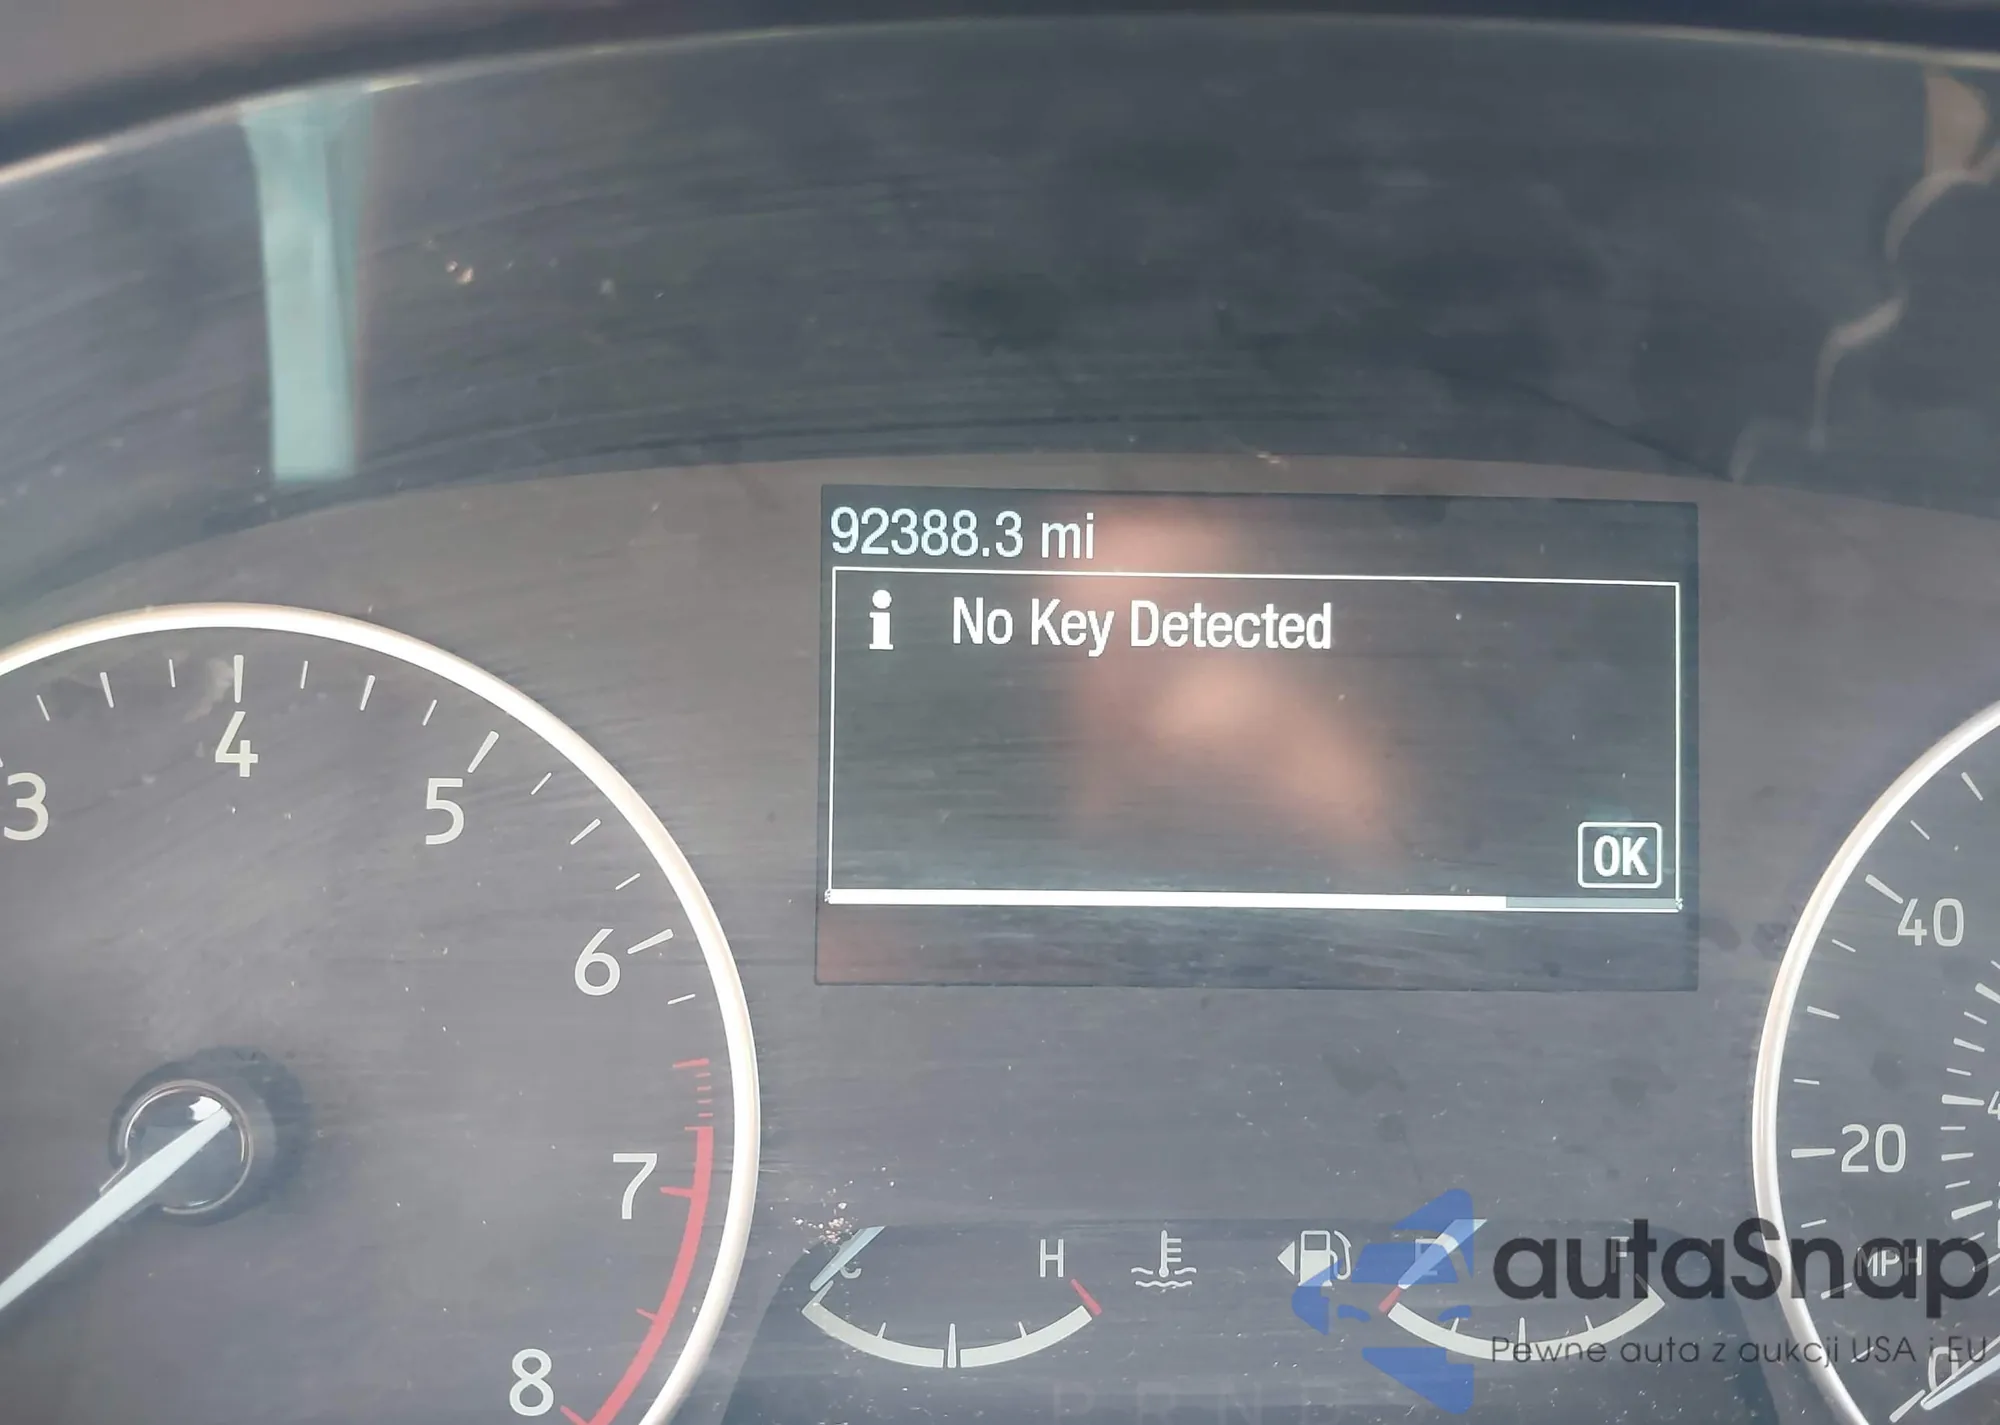 92388.3 mi
i No Key Detected
OK
3
4
5
6
7
8
40
20
0
MPH
C H
E F
P R N D
autaSnap
Pewne auta z aukcji USA i EU